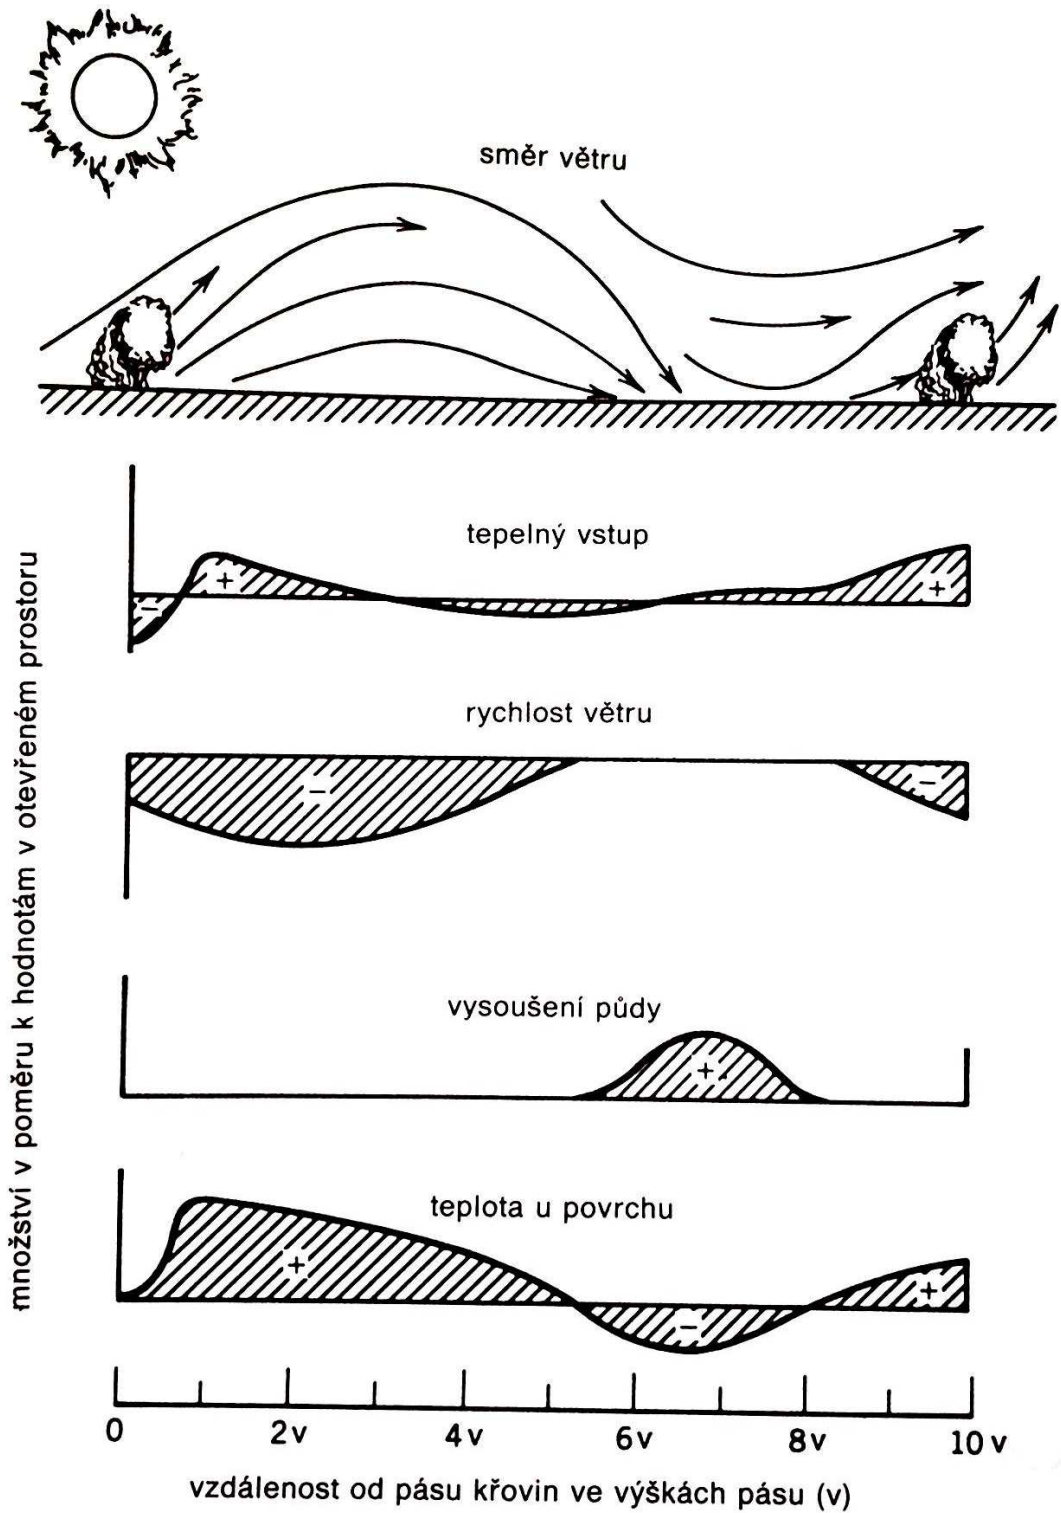 směr větru
množství v poměru k hodnotám v otevřeném prostoru
tepelný vstup
−
+
+
rychlost větru
−
−
vysoušení půdy
+
teplota u povrchu
+
−
+
0 2v 4v 6v 8v 10v
vzdálenost od pásu křovin ve výškách pásu (v)